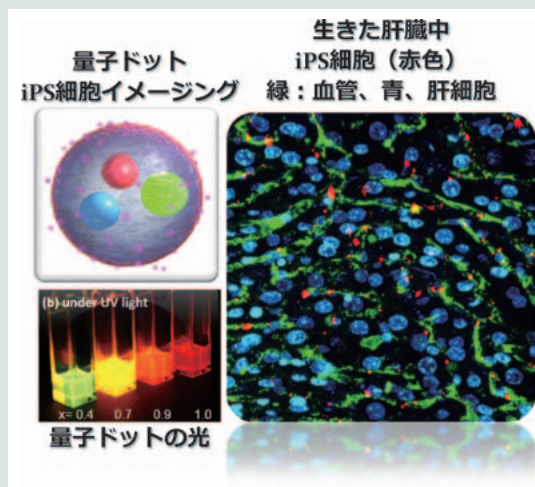 量子ドット
iPS細胞イメージング
生きた肝臓中
iPS細胞（赤色）
緑：血管、青、肝細胞
(b) under UV light
x= 0.4 0.7 0.9 1.0
量子ドットの光